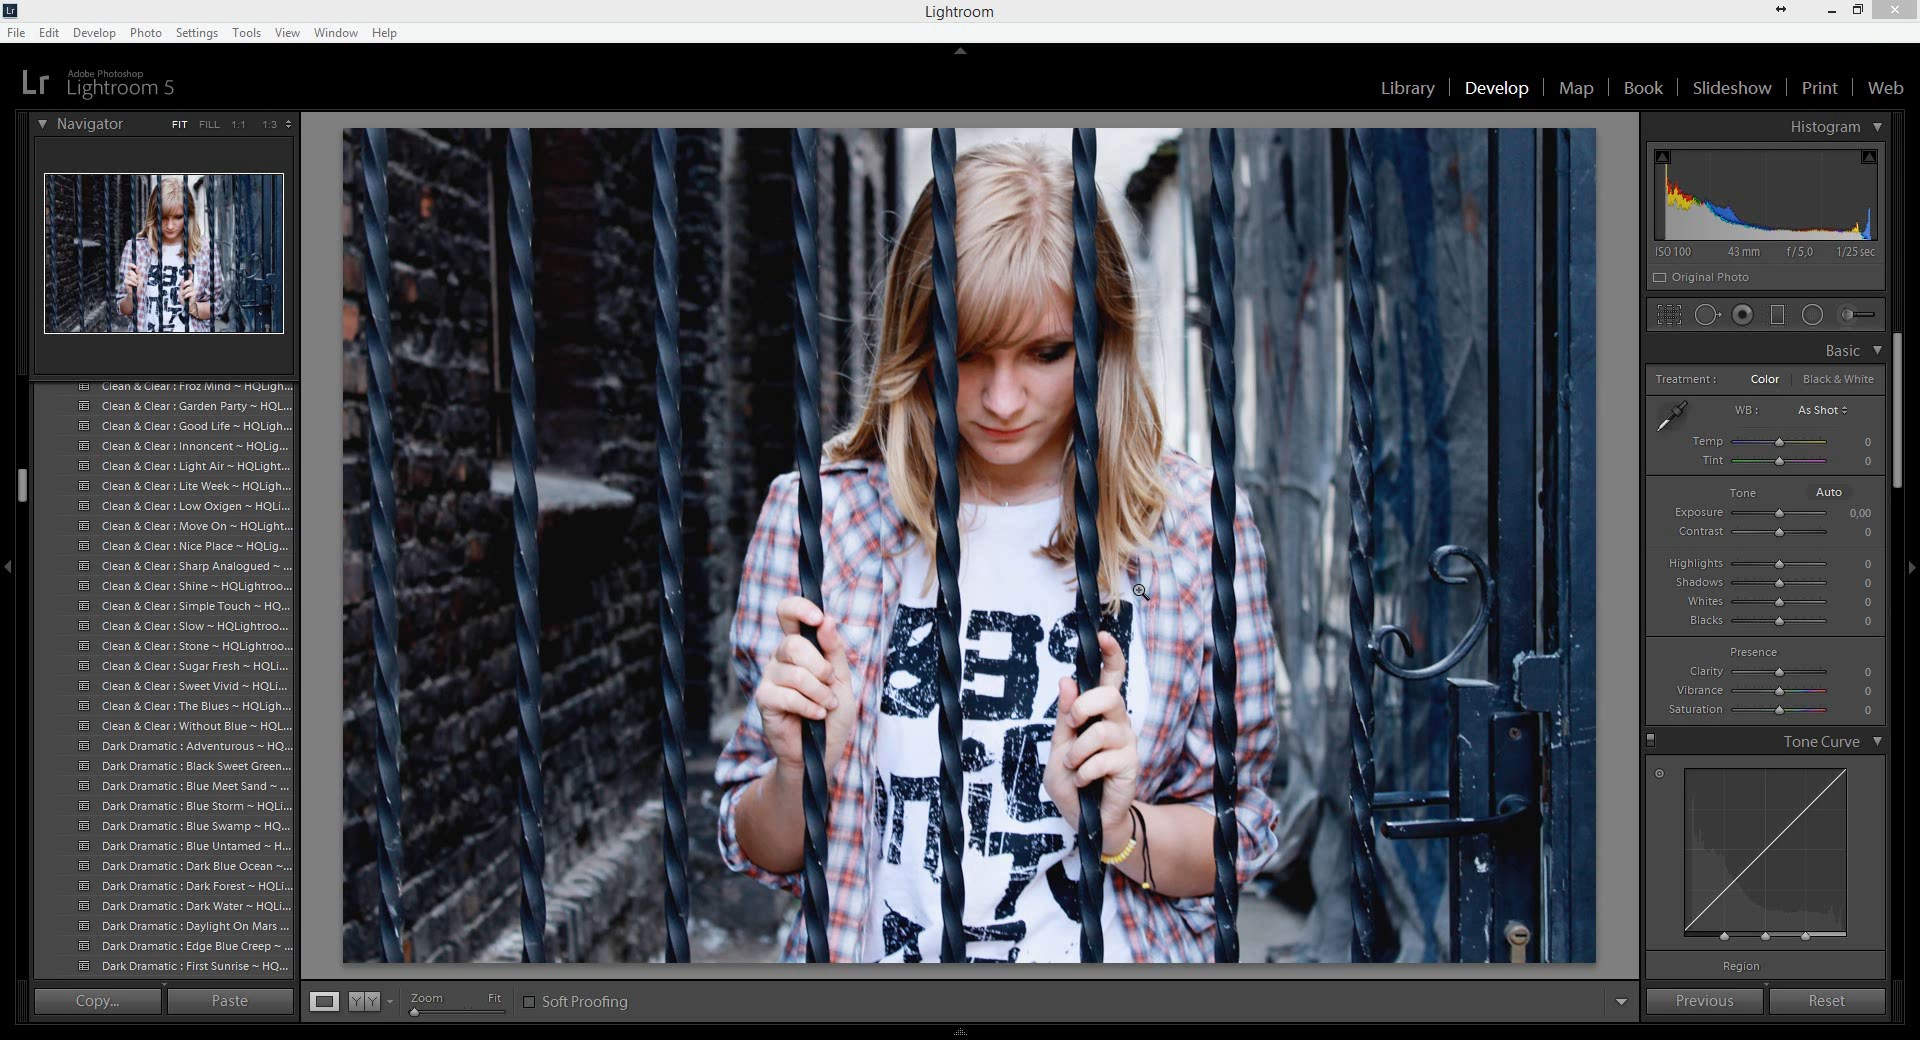 Lr
Lightroom
File Edit Develop Photo Settings Tools View Window Help
Lr Adobe Photoshop
Lightroom 5
Library Develop Map Book Slideshow Print Web
Navigator FIT FILL 1:1 1:3
Clean & Clear : Froz Mind ~ HQLigh...
Clean & Clear : Garden Party ~ HQL...
Clean & Clear : Good Life ~ HQLigh...
Clean & Clear : Innoncent ~ HQLig...
Clean & Clear : Light Air ~ HQLight...
Clean & Clear : Lite Week ~ HQLigh...
Clean & Clear : Low Oxigen ~ HQLi...
Clean & Clear : Move On ~ HQLight...
Clean & Clear : Nice Place ~ HQLig...
Clean & Clear : Sharp Analogued ~ ...
Clean & Clear : Shine ~ HQLightroo...
Clean & Clear : Simple Touch ~ HQ...
Clean & Clear : Slow ~ HQLightroo...
Clean & Clear : Stone ~ HQLightroo...
Clean & Clear : Sugar Fresh ~ HQLi...
Clean & Clear : Sweet Vivid ~ HQLi...
Clean & Clear : The Blues ~ HQLigh...
Clean & Clear : Without Blue ~ HQL...
Dark Dramatic : Adventurous ~ HQ...
Dark Dramatic : Black Sweet Green...
Dark Dramatic : Blue Meet Sand ~ ...
Dark Dramatic : Blue Storm ~ HQLi...
Dark Dramatic : Blue Swamp ~ HQ...
Dark Dramatic : Blue Untamed ~ H...
Dark Dramatic : Dark Blue Ocean ~...
Dark Dramatic : Dark Forest ~ HQLi...
Dark Dramatic : Dark Water ~ HQLi...
Dark Dramatic : Daylight On Mars ...
Dark Dramatic : Edge Blue Creep ~ ...
Dark Dramatic : First Sunrise ~ HQ...
Copy... Paste
YY Zoom Fit Soft Proofing
Histogram
ISO 100 43 mm f/5,0 1/25 sec
Original Photo
Basic
Treatment : Color Black & White
WB : As Shot
Temp 0
Tint 0
Tone Auto
Exposure 0,00
Contrast 0
Highlights 0
Shadows 0
Whites 0
Blacks 0
Presence
Clarity 0
Vibrance 0
Saturation 0
Tone Curve
Region
Previous Reset